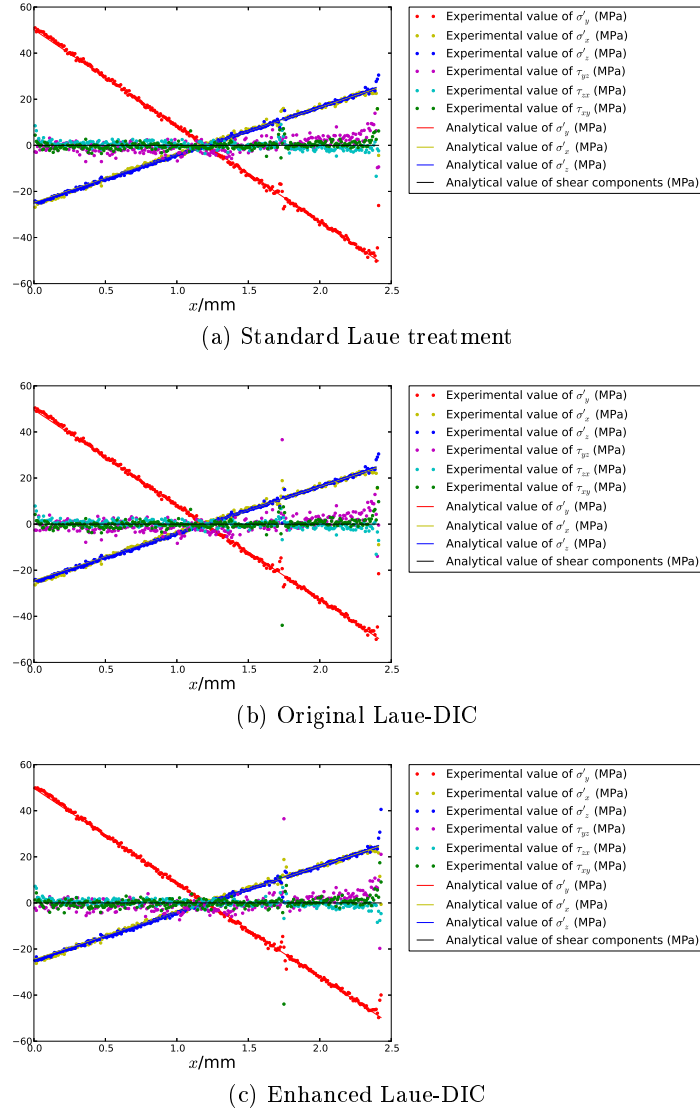 60
40
20
0
−20
−40
−60
0.0 0.5 1.0 1.5 2.0 2.5
x/mm
Experimental value of σ′y (MPa)
Experimental value of σ′x (MPa)
Experimental value of σ′z (MPa)
Experimental value of τyz (MPa)
Experimental value of τzx (MPa)
Experimental value of τxy (MPa)
Analytical value of σ′y (MPa)
Analytical value of σ′x (MPa)
Analytical value of σ′z (MPa)
Analytical value of shear components (MPa)
(a) Standard Laue treatment
60
40
20
0
−20
−40
−60
0.0 0.5 1.0 1.5 2.0 2.5
x/mm
Experimental value of σ′y (MPa)
Experimental value of σ′x (MPa)
Experimental value of σ′z (MPa)
Experimental value of τyz (MPa)
Experimental value of τzx (MPa)
Experimental value of τxy (MPa)
Analytical value of σ′y (MPa)
Analytical value of σ′x (MPa)
Analytical value of σ′z (MPa)
Analytical value of shear components (MPa)
(b) Original Laue-DIC
60
40
20
0
−20
−40
−60
0.0 0.5 1.0 1.5 2.0 2.5
x/mm
Experimental value of σ′y (MPa)
Experimental value of σ′x (MPa)
Experimental value of σ′z (MPa)
Experimental value of τyz (MPa)
Experimental value of τzx (MPa)
Experimental value of τxy (MPa)
Analytical value of σ′y (MPa)
Analytical value of σ′x (MPa)
Analytical value of σ′z (MPa)
Analytical value of shear components (MPa)
(c) Enhanced Laue-DIC